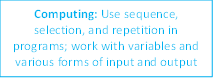 Computing: Use sequence,
selection, and repetition in
programs; work with variables and
various forms of input and output